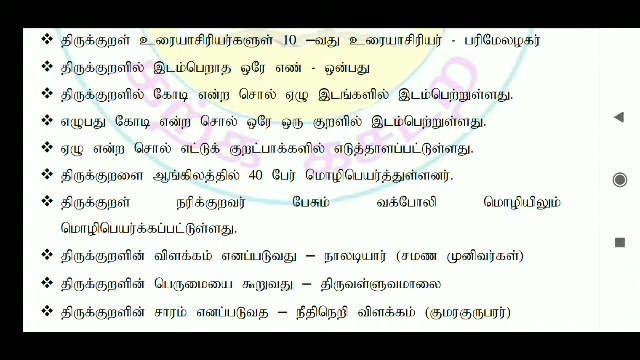 ❖ திருக்குறள் உரையாசிரியர்களுள் 10 –வது உரையாசிரியர் - பரிமேலழகர்
❖ திருக்குறளில் இடம்பெறாத ஒரே எண் - ஒன்பது
❖ திருக்குறளில் கோடி என்ற சொல் ஏழு இடங்களில் இடம்பெற்றுள்ளது.
❖ எழுபது கோடி என்ற சொல் ஒரே ஒரு குறளில் இடம்பெற்றுள்ளது.
❖ ஏழு என்ற சொல் எட்டுக் குறட்பாக்களில் எடுத்தாளப்பட்டுள்ளது.
❖ திருக்குறளை ஆங்கிலத்தில் 40 பேர் மொழிபெயர்த்துள்ளனர்.
❖ திருக்குறள் நரிக்குறவர் பேசும் வக்போலி மொழியிலும்
மொழிபெயர்க்கப்பட்டுள்ளது.
❖ திருக்குறளின் விளக்கம் எனப்படுவது – நாலடியார் (சமண முனிவர்கள்)
❖ திருக்குறளின் பெருமையை கூறுவது – திருவள்ளுவமாலை
❖ திருக்குறளின் சாரம் எனப்படுவத – நீதிநெறி விளக்கம் (குமரகுருபரர்)
கற்க கசடற